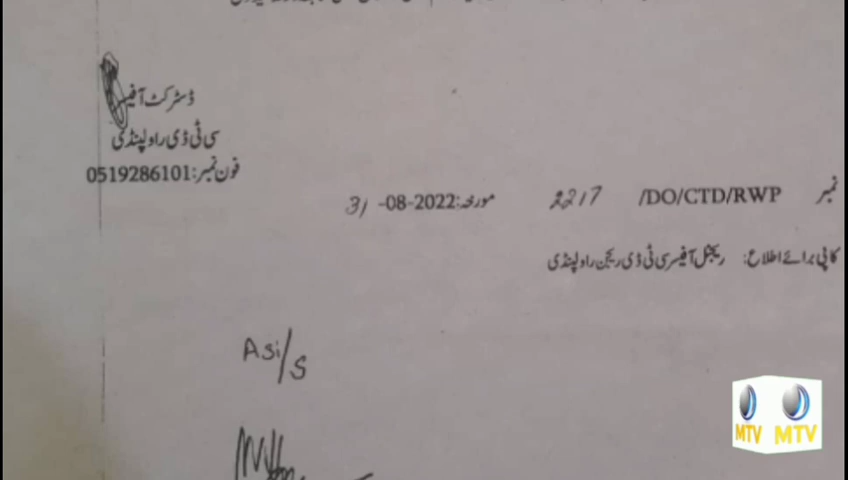 ڈسٹرکٹ آفیسر
سی ٹی ڈی راولپنڈی
فون نمبر:0519286101
نمبر 2217 /DO/CTD/RWP مورخہ:31-08-2022
کاپی برائے اطلاع: ریجنل آفیسر سی ٹی ڈی ریجن راولپنڈی
ASi/S
MTV MTV